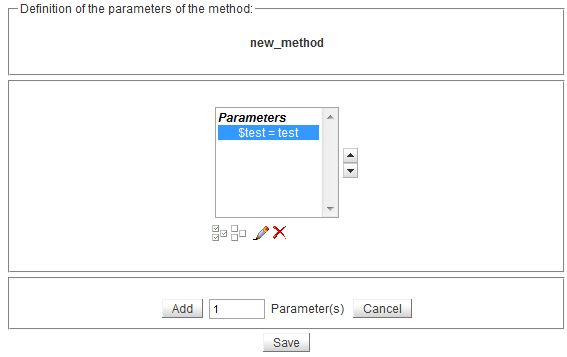 Definition of the parameters of the method:
new_method
Parameters
$test = test
Add 1 Parameter(s) Cancel
Save